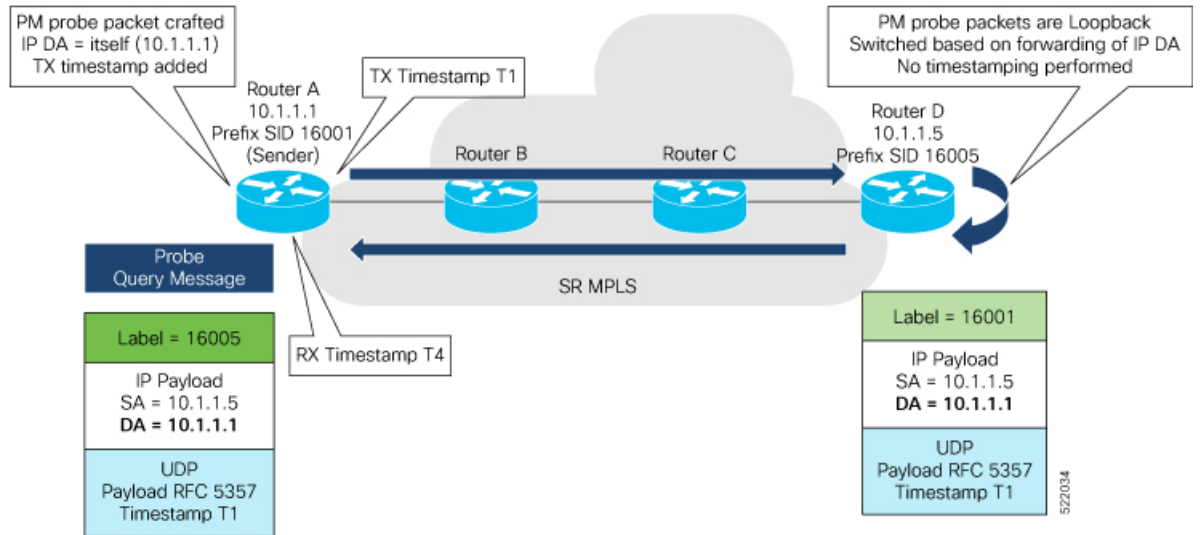 PM probe packet crafted
IP DA = itself (10.1.1.1)
TX timestamp added
Router A
10.1.1.1
Prefix SID 16001
(Sender)
TX Timestamp T1
PM probe packets are Loopback
Switched based on forwarding of IP DA
No timestamping performed
Router D
10.1.1.5
Prefix SID 16005
Router B
Router C
Probe
Query Message
SR MPLS
RX Timestamp T4
Label = 16005
IP Payload
SA = 10.1.1.5
DA = 10.1.1.1
UDP
Payload RFC 5357
Timestamp T1
Label = 16001
IP Payload
SA = 10.1.1.5
DA = 10.1.1.1
UDP
Payload RFC 5357
Timestamp T1
522034